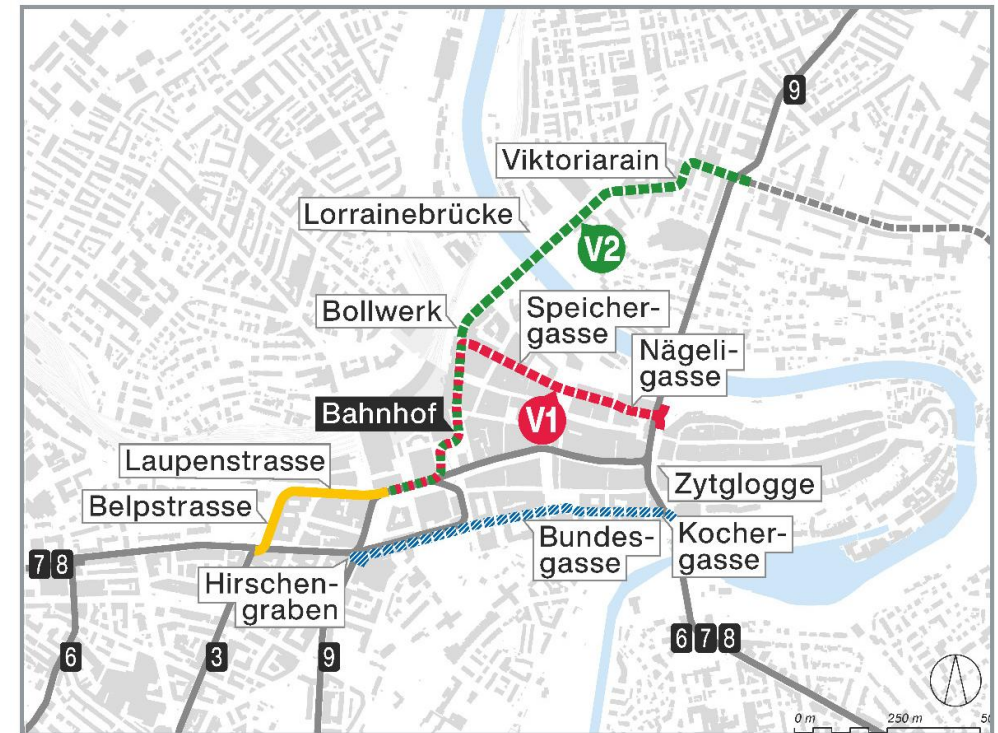 9
Viktoriarain
Lorrainebrücke
V2
Bollwerk
Speicher-
gasse
Nägeli-
gasse
Bahnhof
V1
Laupenstrasse
Zytglogge
Belpstrasse
Bundes-
gasse
Kocher-
gasse
7 8
Hirschen-
graben
6 7 8
6
3
9
0 m
250 m